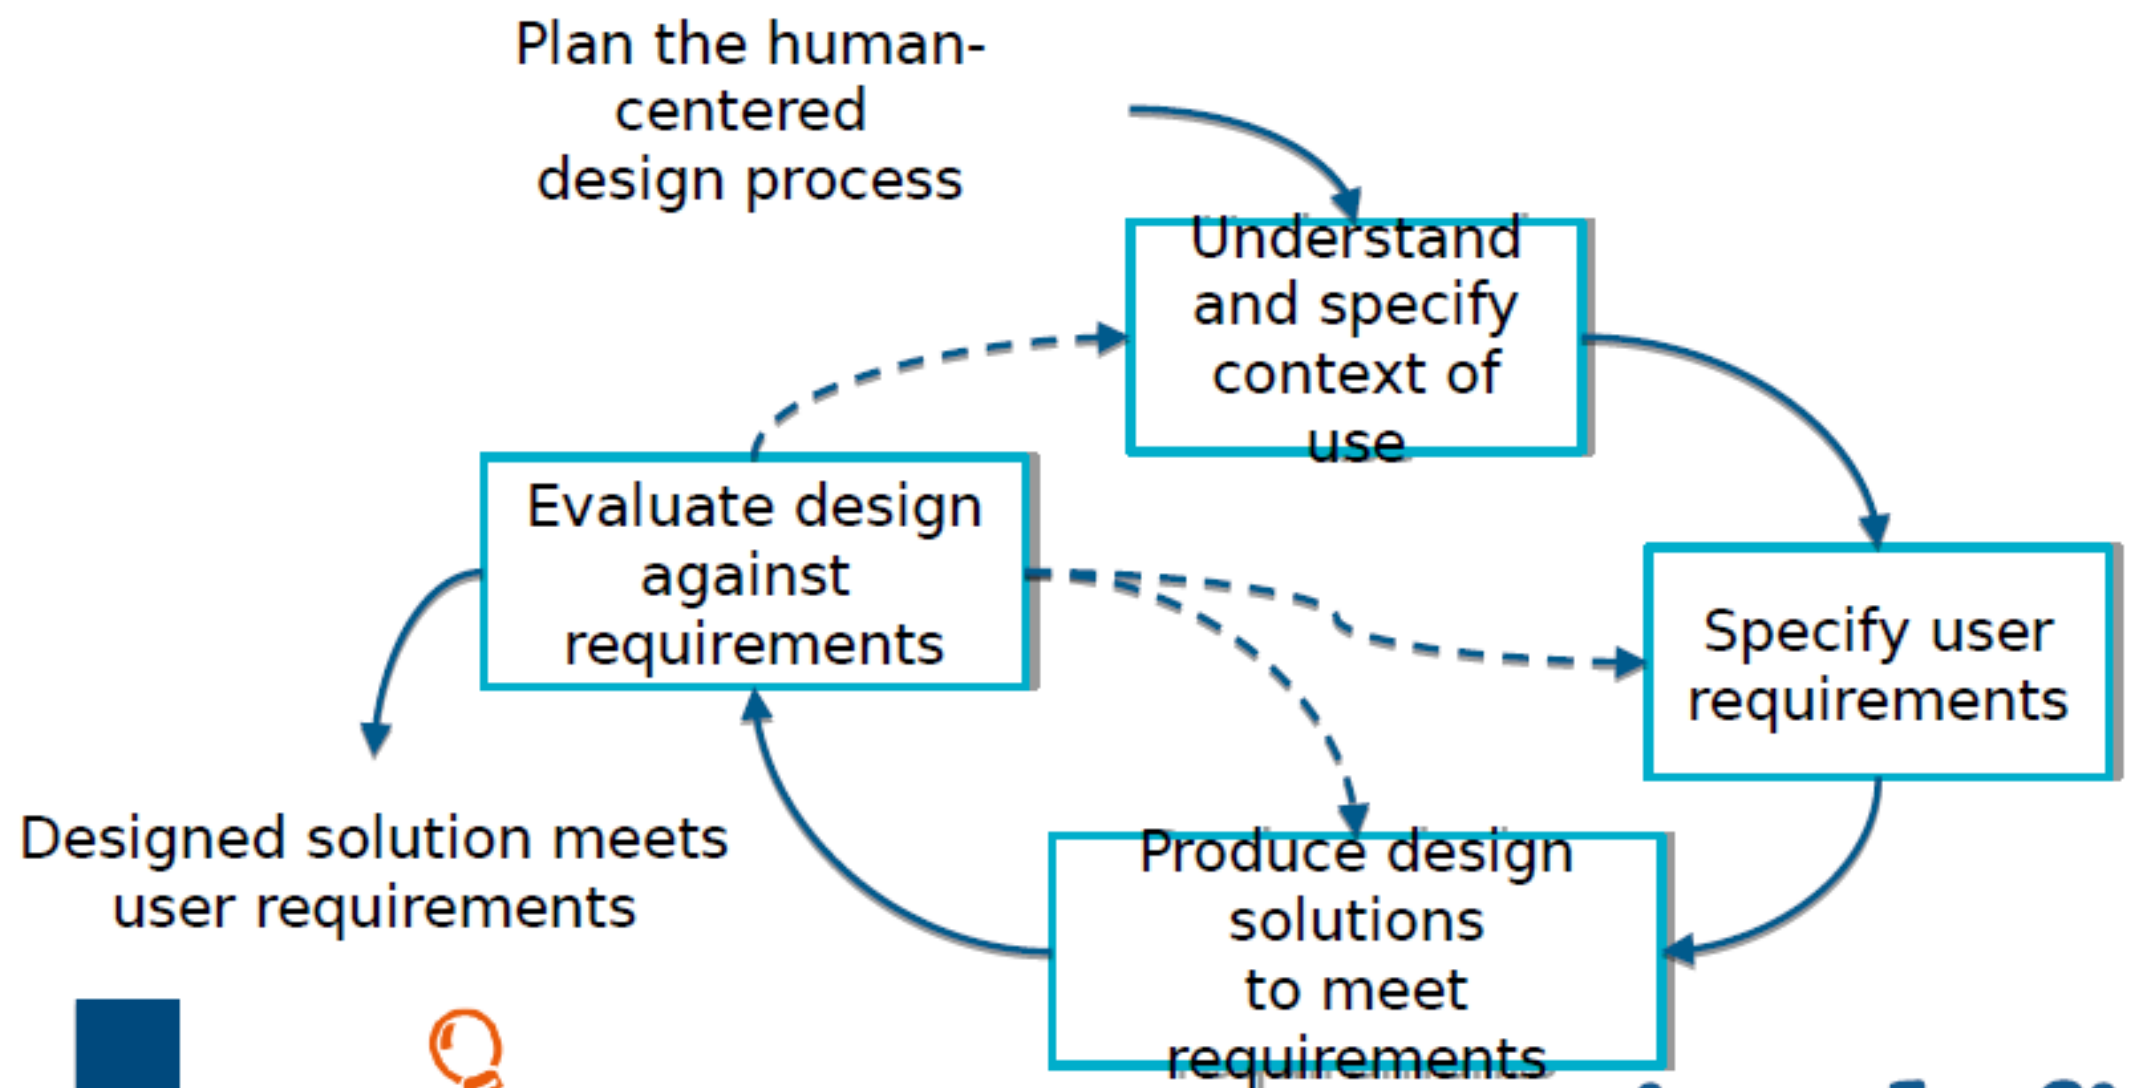 Plan the human-
centered
design process
Understand
and specify
context of
use
Evaluate design
against
requirements
Specify user
requirements
Designed solution meets
user requirements
Produce design
solutions
to meet
requirements